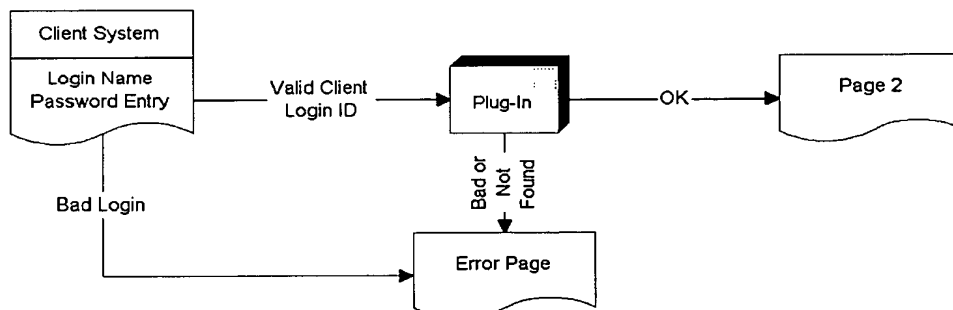 Client System
Login Name
Password Entry
Valid Client
Login ID
Plug-In
OK
Page 2
Bad or
Not
Found
Bad Login
Error Page